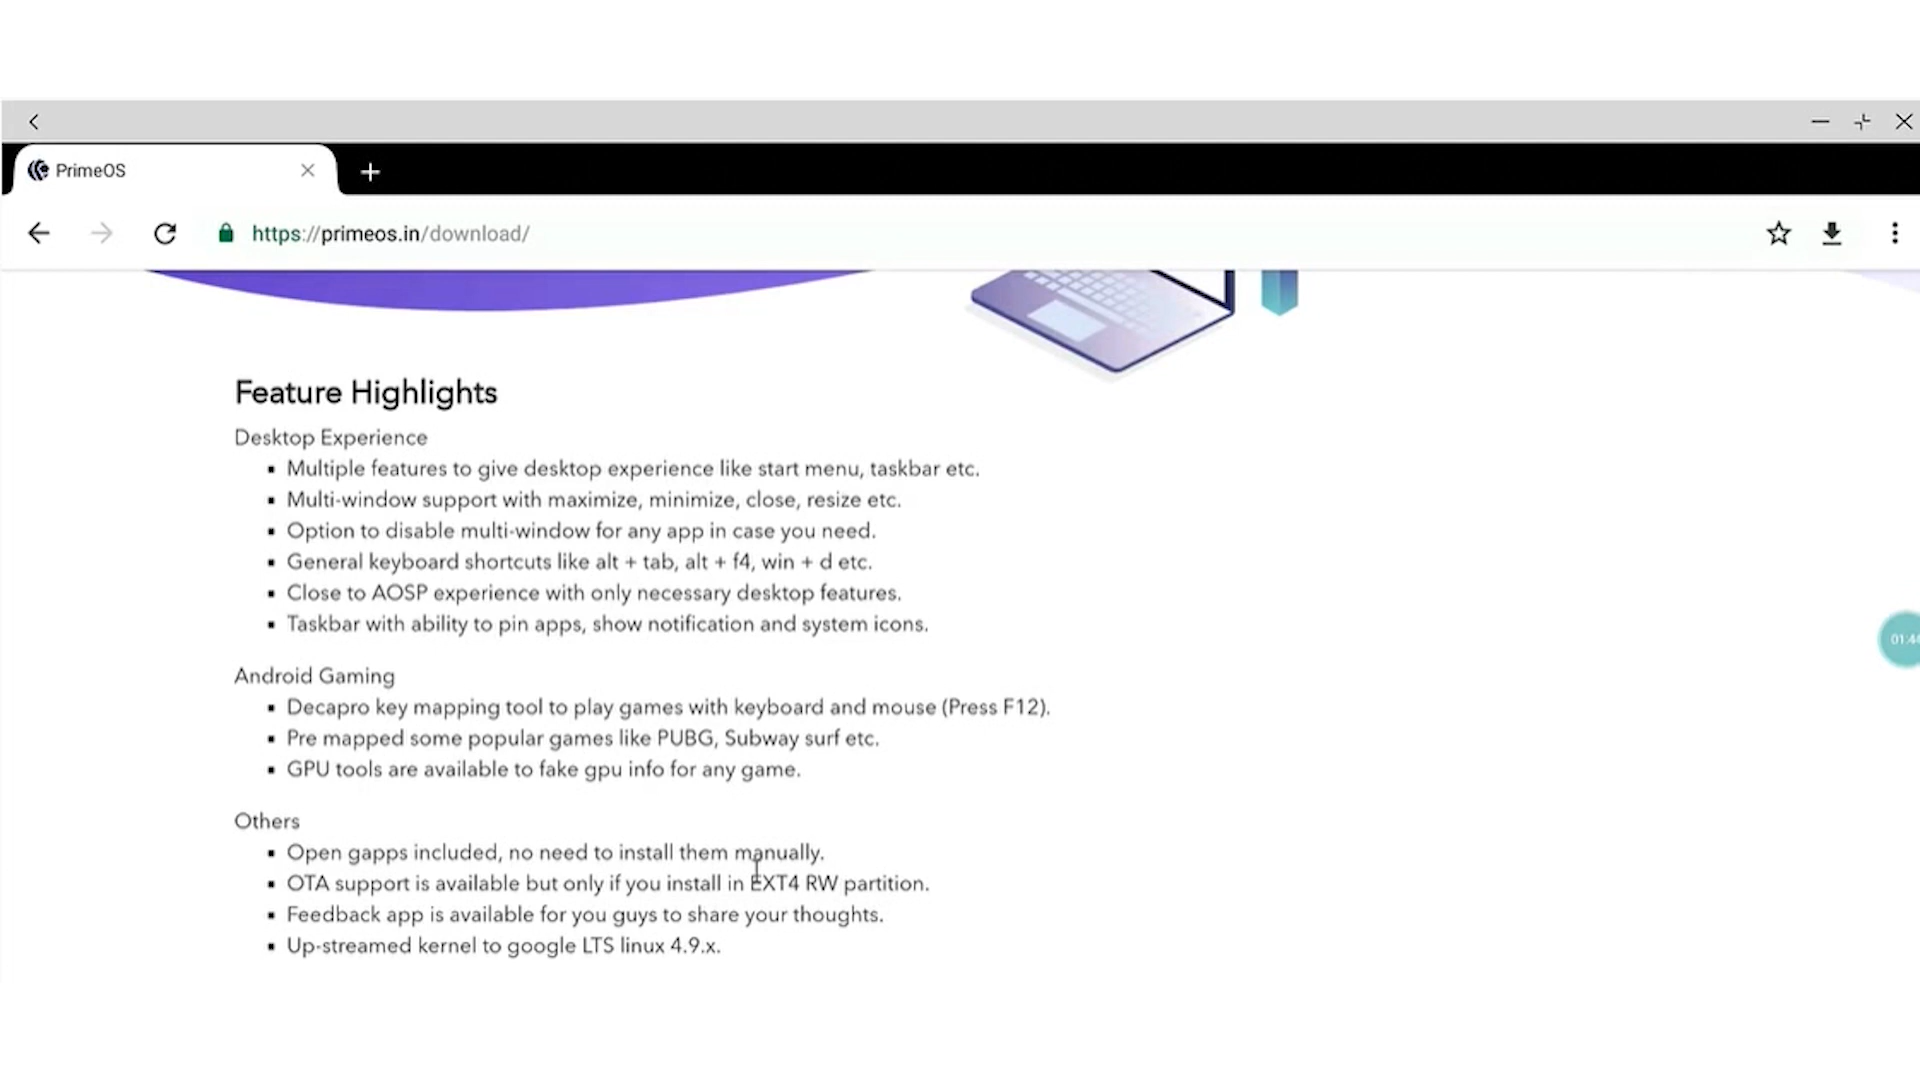 PrimeOS
https://primeos.in/download/
Feature Highlights
Desktop Experience
Multiple features to give desktop experience like start menu, taskbar etc.
Multi-window support with maximize, minimize, close, resize etc.
Option to disable multi-window for any app in case you need.
General keyboard shortcuts like alt + tab, alt + f4, win + d etc.
Close to AOSP experience with only necessary desktop features.
Taskbar with ability to pin apps, show notification and system icons.
Android Gaming
Decapro key mapping tool to play games with keyboard and mouse (Press F12).
Pre mapped some popular games like PUBG, Subway surf etc.
GPU tools are available to fake gpu info for any game.
Others
Open gapps included, no need to install them manually.
OTA support is available but only if you install in EXT4 RW partition.
Feedback app is available for you guys to share your thoughts.
Up-streamed kernel to google LTS linux 4.9.x.